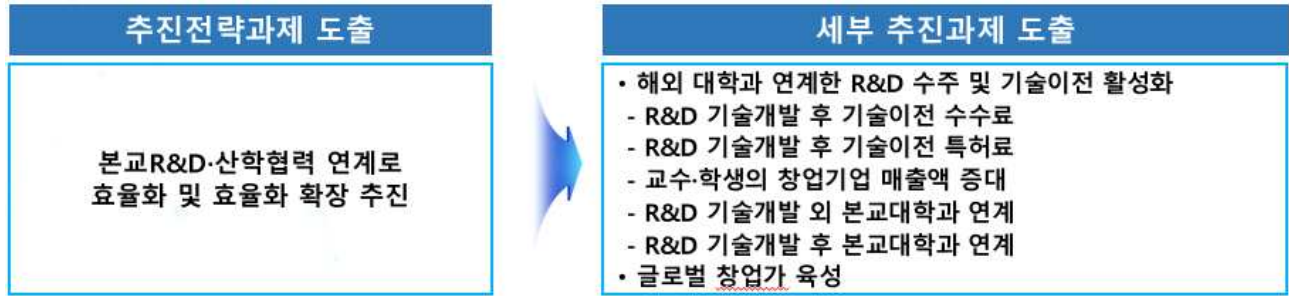 추진전략과제 도출
본교R&D·산학협력 연계로
효율화 및 효율화 확장 추진
세부 추진과제 도출
• 해외 대학과 연계한 R&D 수주 및 기술이전 활성화
- R&D 기술개발 후 기술이전 수수료
- R&D 기술개발 후 기술이전 특허료
- 교수·학생의 창업기업 매출액 증대
- R&D 기술개발 외 본교대학과 연계
- R&D 기술개발 후 본교대학과 연계
• 글로벌 창업가 육성